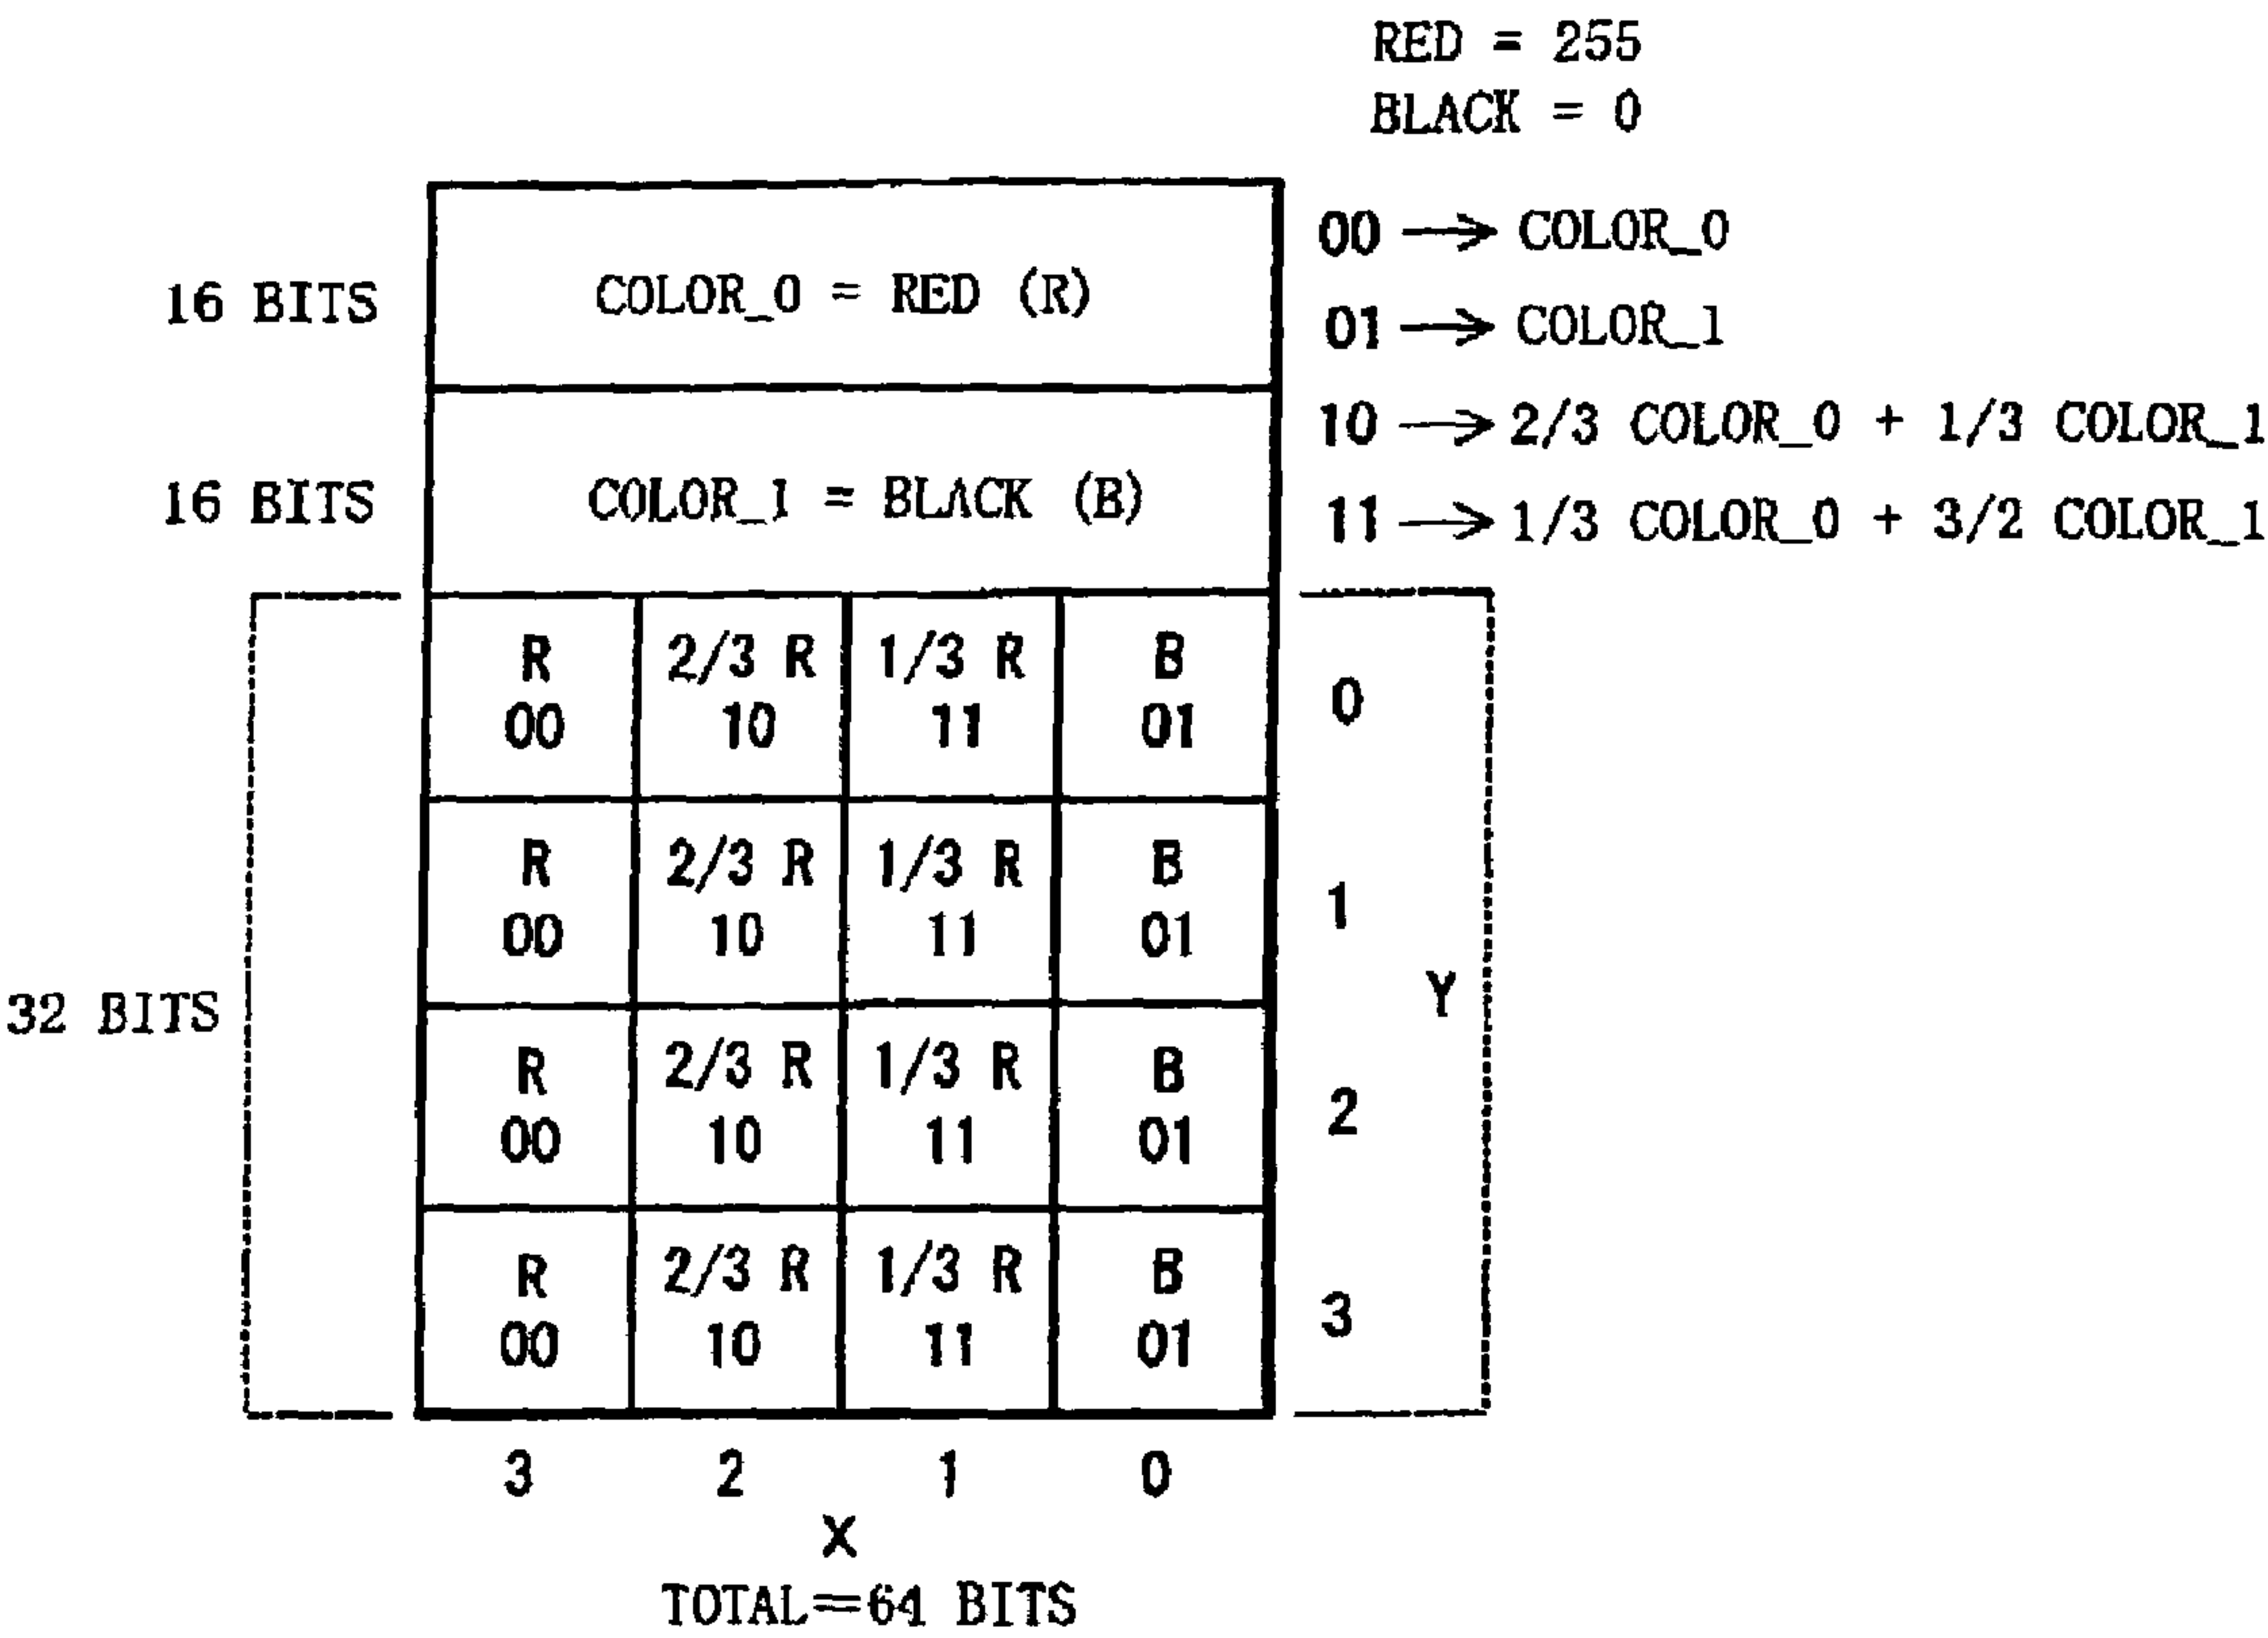 RED = 255
BLACK = 0
16 BITS COLOR_0 = RED (R)
00 → COLOR_0
01 → COLOR_1
16 BITS COLOR_1 = BLACK (B)
10 → 2/3 COLOR_0 + 1/3 COLOR_1
11 → 1/3 COLOR_0 + 3/2 COLOR_1
R 2/3 R 1/3 R B
00 10 11 01 0
R 2/3 R 1/3 R B
00 10 11 01 1
32 BITS
Y
R 2/3 R 1/3 R B
00 10 11 01 2
R 2/3 R 1/3 R B
00 10 11 01 3
3 2 1 0
X
TOTAL=64 BITS